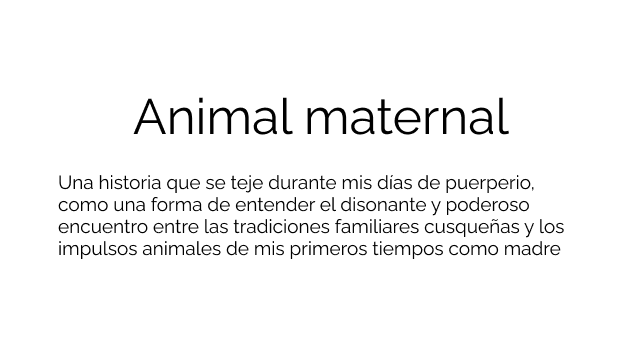 Animal maternal
Una historia que se teje durante mis días de puerperio,
como una forma de entender el disonante y poderoso
encuentro entre las tradiciones familiares cusqueñas y los
impulsos animales de mis primeros tiempos como madre